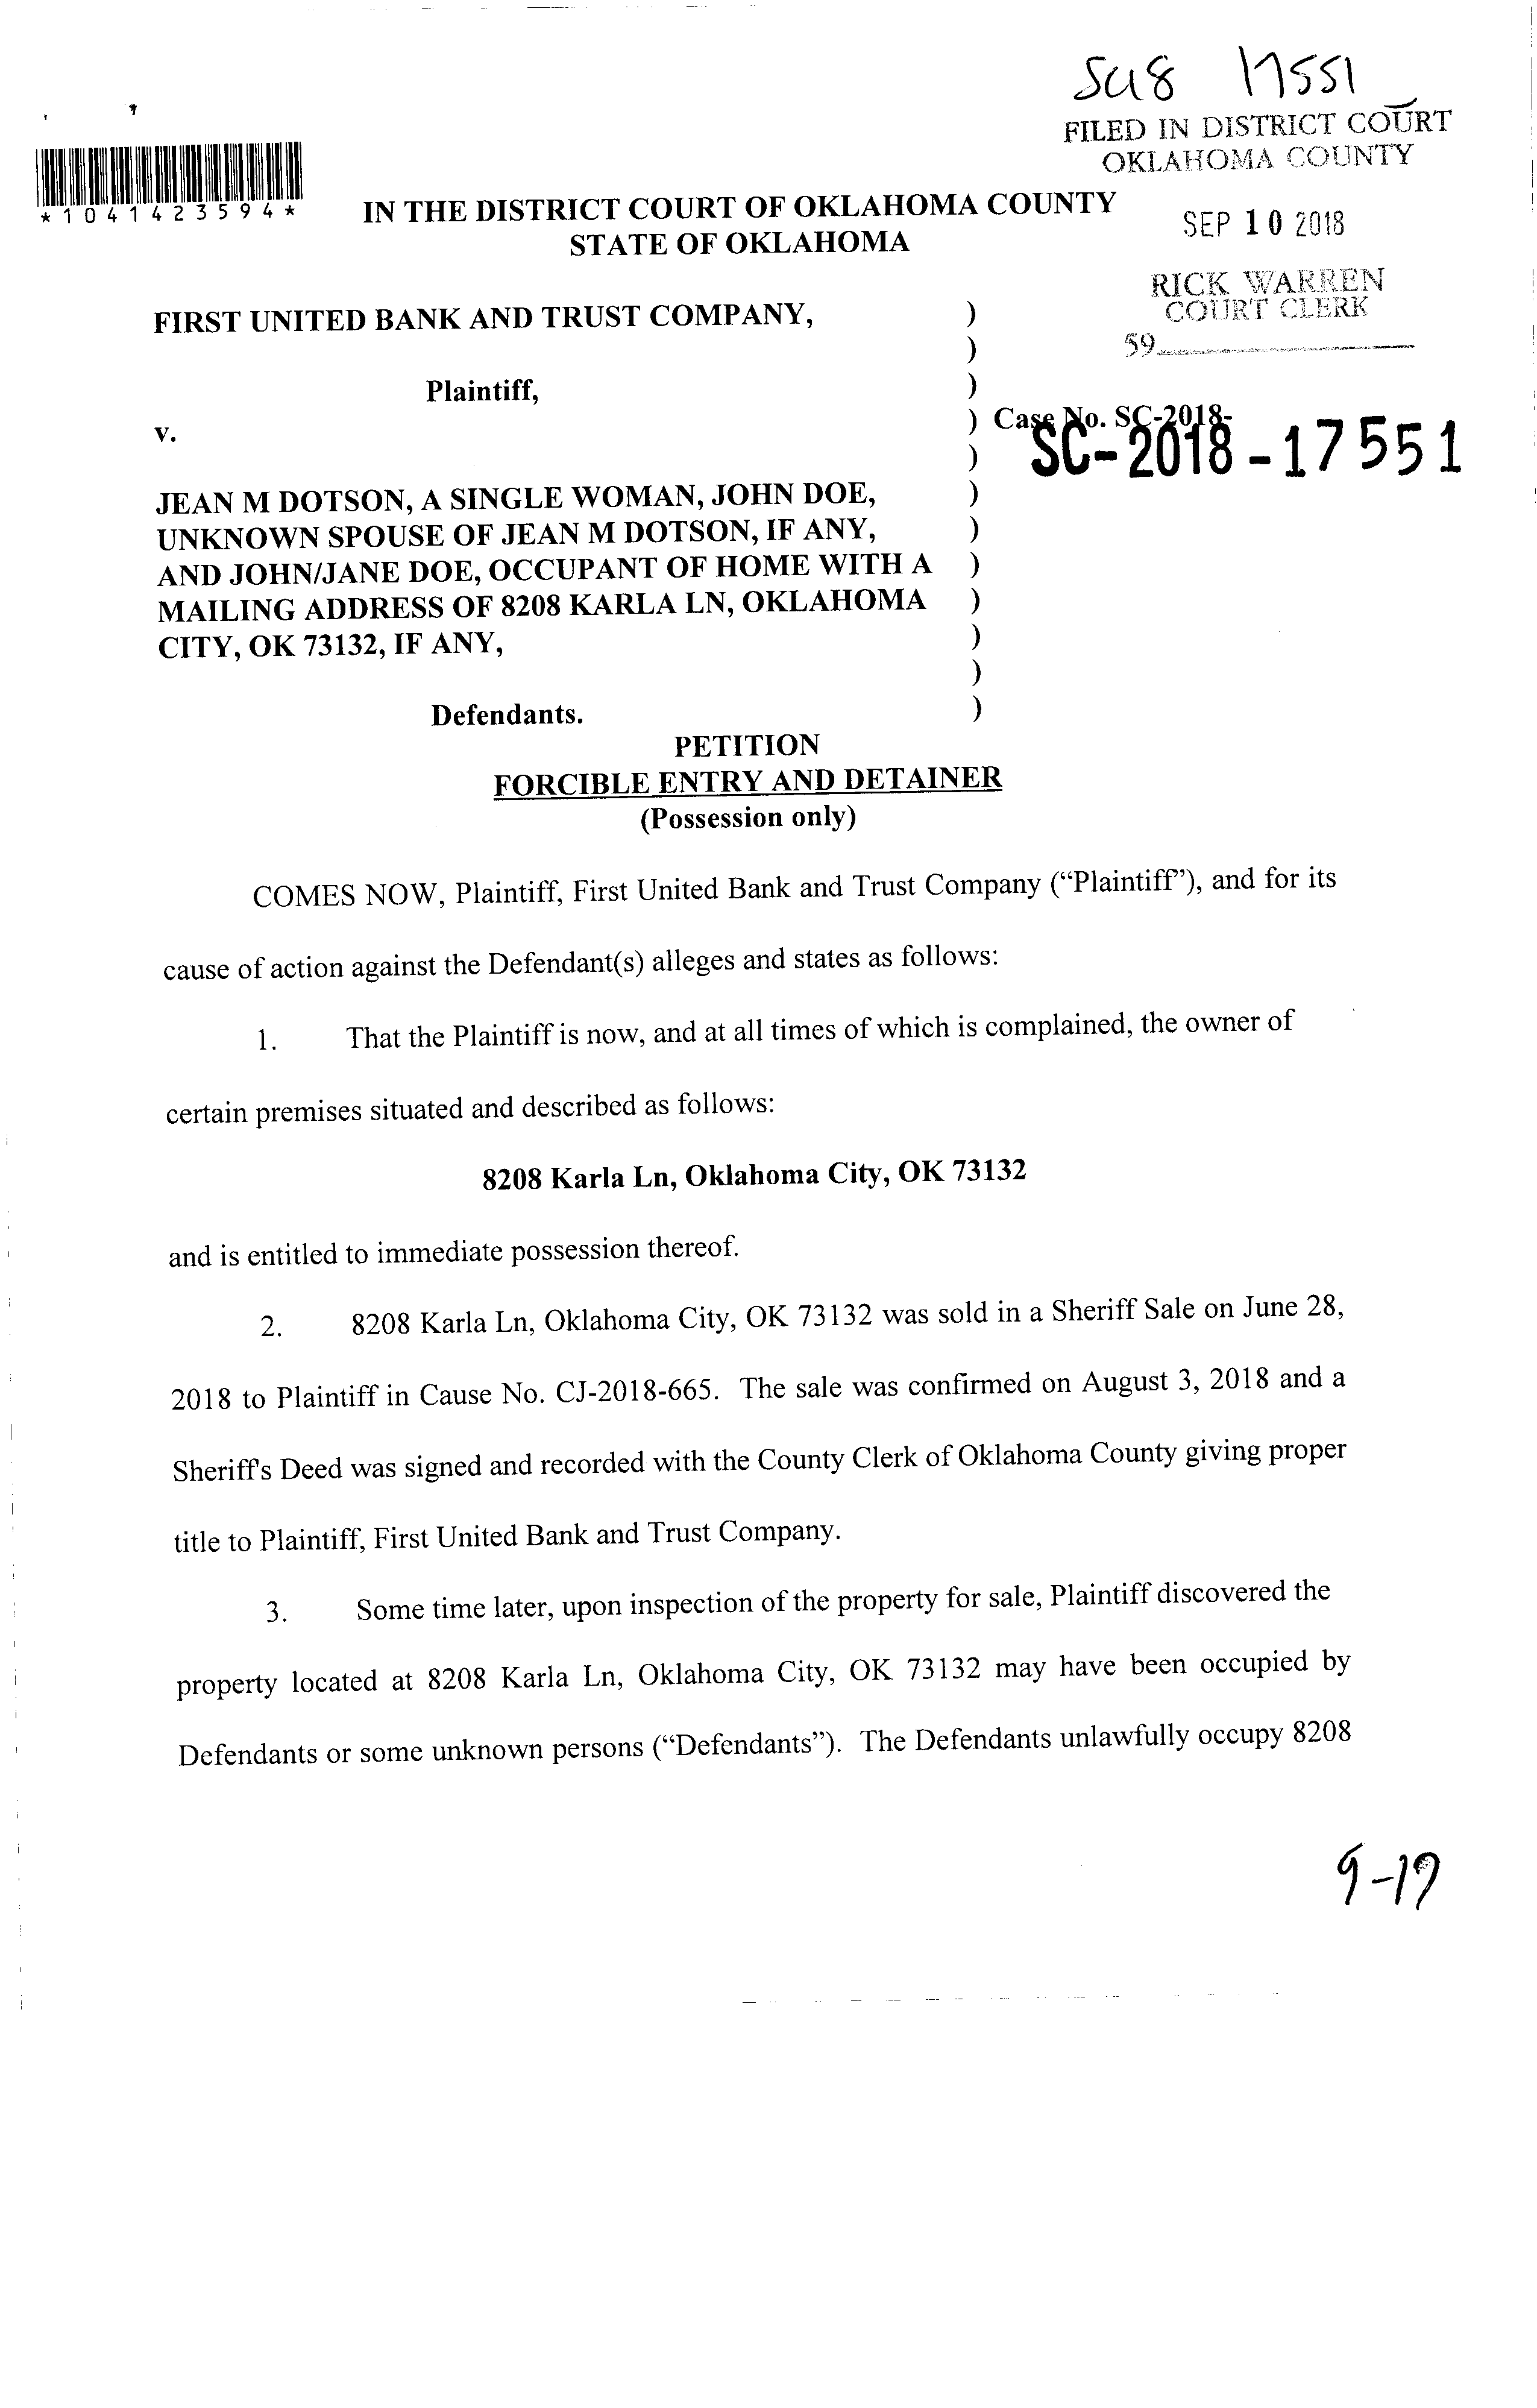 SC18 17551
FILED IN DISTRICT COURT
OKLAHOMA COUNTY
*1041423594*
IN THE DISTRICT COURT OF OKLAHOMA COUNTY
STATE OF OKLAHOMA
SEP 10 2018
RICK WARREN
COURT CLERK
59
FIRST UNITED BANK AND TRUST COMPANY, )
)
Plaintiff, )
v. ) Case No. SC-2018-
SC-2018-17551
)
JEAN M DOTSON, A SINGLE WOMAN, JOHN DOE, )
UNKNOWN SPOUSE OF JEAN M DOTSON, IF ANY, )
AND JOHN/JANE DOE, OCCUPANT OF HOME WITH A )
MAILING ADDRESS OF 8208 KARLA LN, OKLAHOMA )
CITY, OK 73132, IF ANY, )
)
Defendants. )
PETITION
FORCIBLE ENTRY AND DETAINER
(Possession only)
COMES NOW, Plaintiff, First United Bank and Trust Company (“Plaintiff”), and for its
cause of action against the Defendant(s) alleges and states as follows:
1. That the Plaintiff is now, and at all times of which is complained, the owner of
certain premises situated and described as follows:
8208 Karla Ln, Oklahoma City, OK 73132
and is entitled to immediate possession thereof.
2. 8208 Karla Ln, Oklahoma City, OK 73132 was sold in a Sheriff Sale on June 28,
2018 to Plaintiff in Cause No. CJ-2018-665. The sale was confirmed on August 3, 2018 and a
Sheriff's Deed was signed and recorded with the County Clerk of Oklahoma County giving proper
title to Plaintiff, First United Bank and Trust Company.
3. Some time later, upon inspection of the property for sale, Plaintiff discovered the
property located at 8208 Karla Ln, Oklahoma City, OK 73132 may have been occupied by
Defendants or some unknown persons (“Defendants”). The Defendants unlawfully occupy 8208
9-19